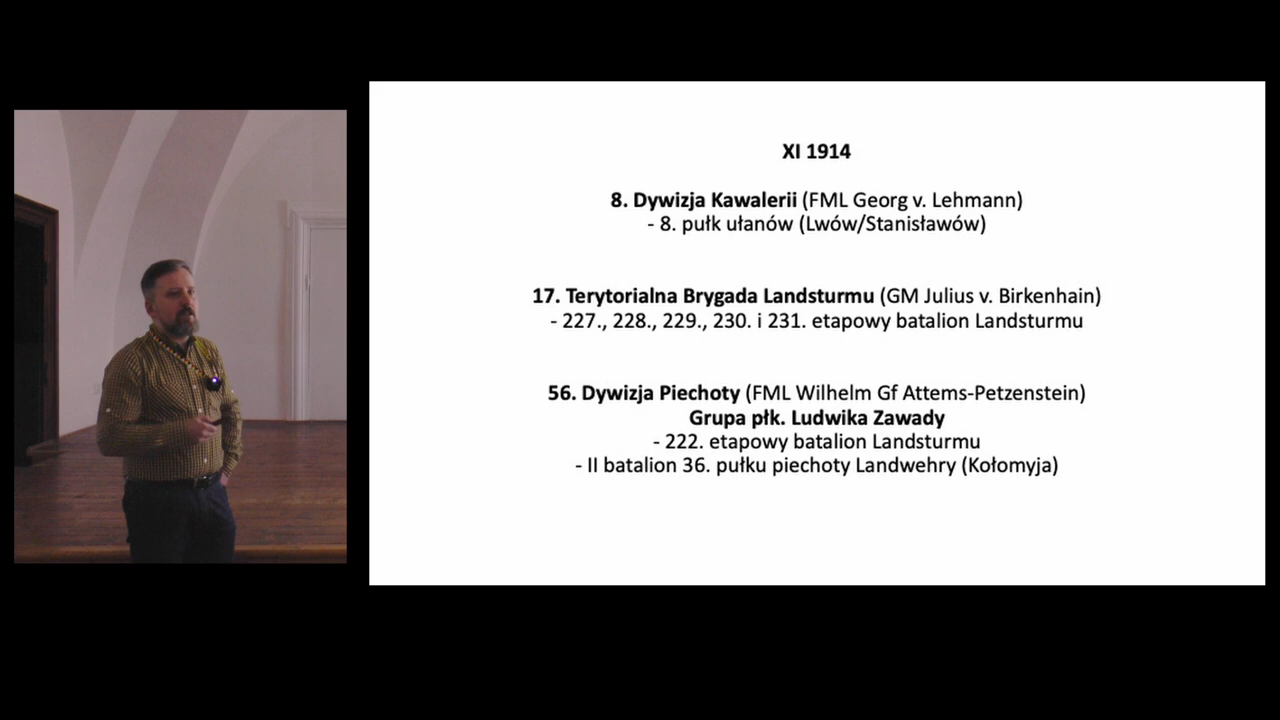 XI 1914
8. Dywizja Kawalerii (FML Georg v. Lehmann)
- 8. pułk ułanów (Lwów/Stanisławów)
17. Terytorialna Brygada Landsturmu (GM Julius v. Birkenhain)
- 227., 228., 229., 230. i 231. etapowy batalion Landsturmu
56. Dywizja Piechoty (FML Wilhelm Gf Attems-Petzenstein)
Grupa płk. Ludwika Zawady
- 222. etapowy batalion Landsturmu
- II batalion 36. pułku piechoty Landwehry (Kołomyja)